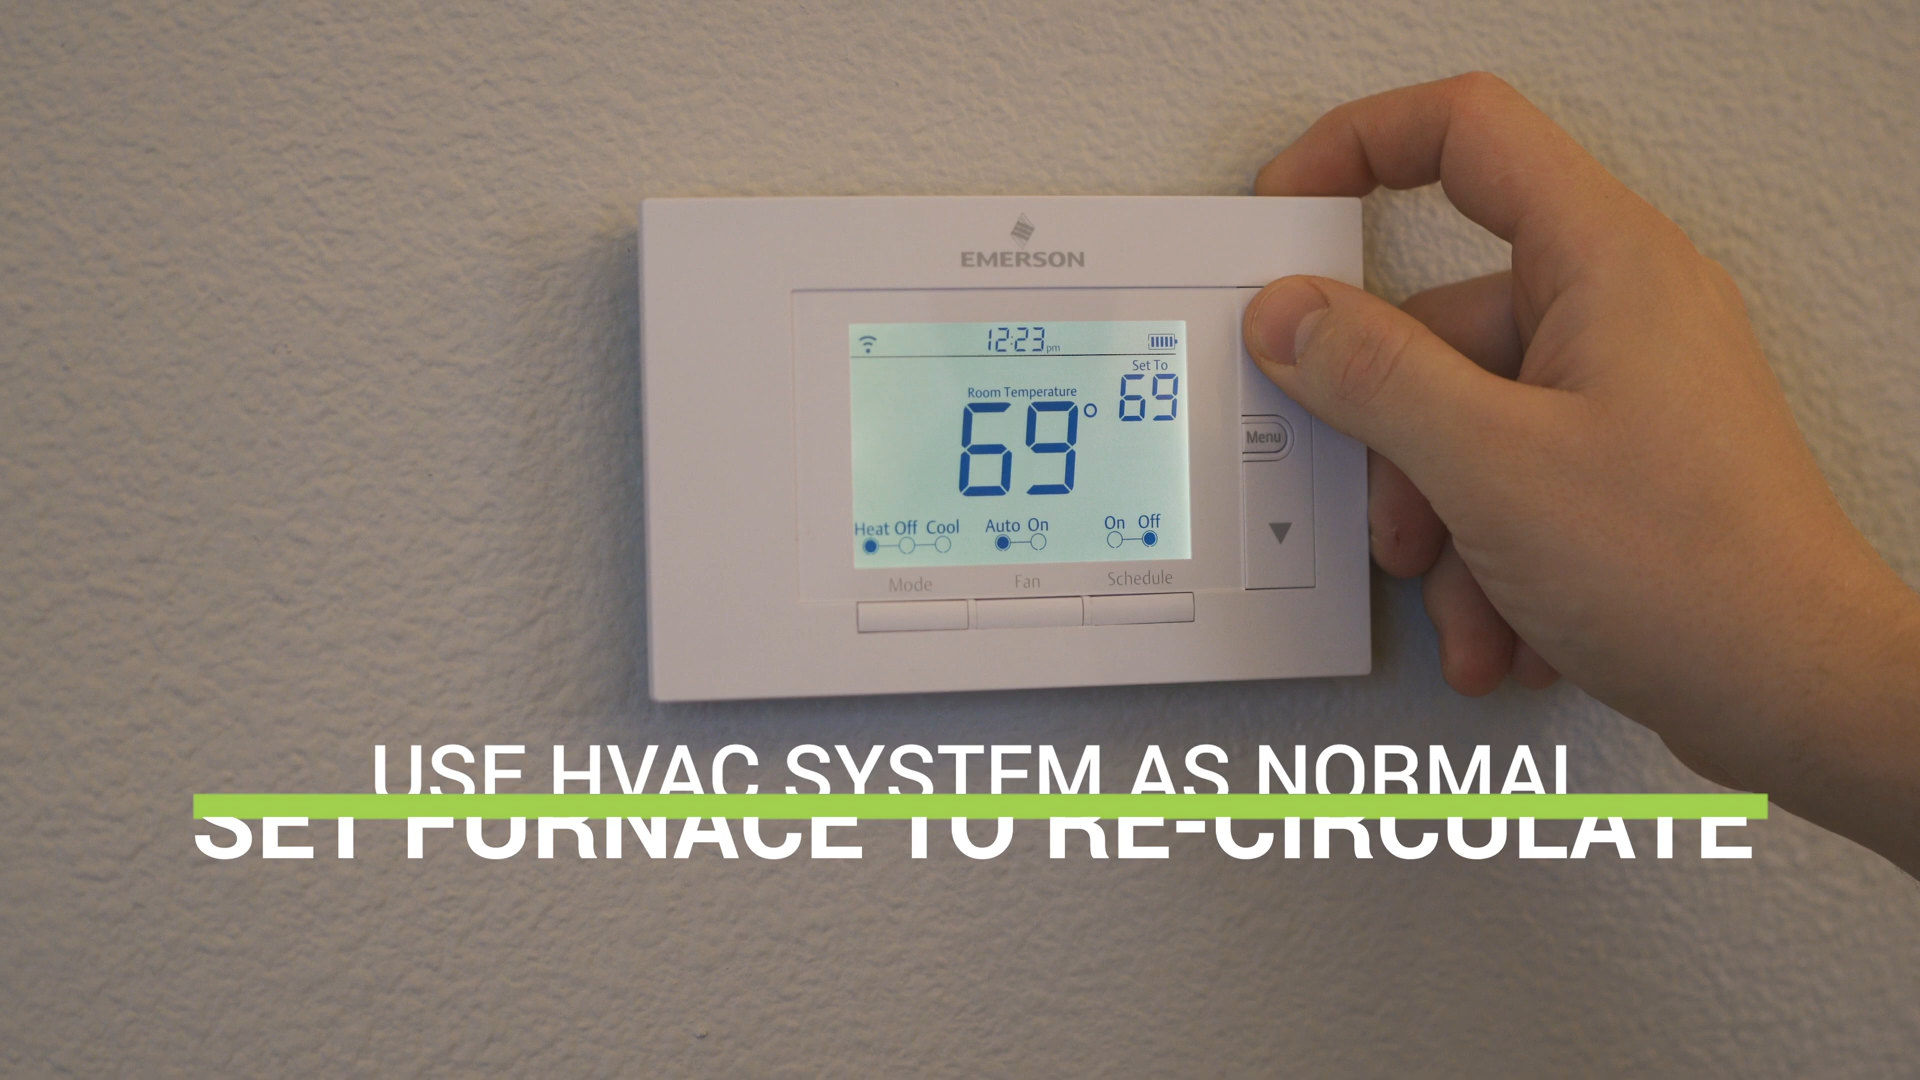 EMERSON
12:23 pm
Set To
69
Room Temperature
69°
Menu
Heat Off Cool
Auto On
On Off
Mode
Fan
Schedule
USE HVAC SYSTEM AS NORMAL
SET FURNACE TO RE-CIRCULATE